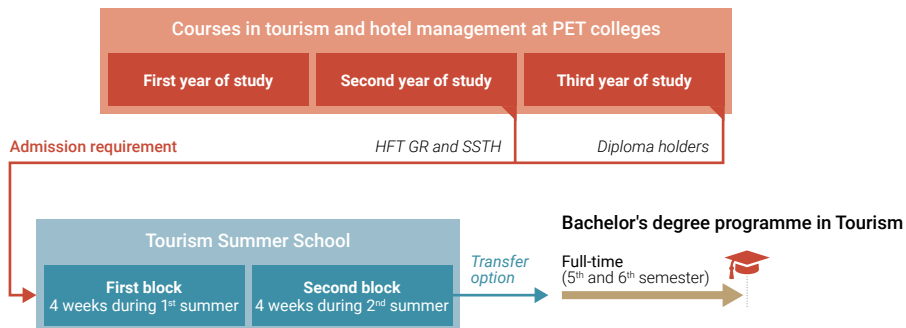 Courses in tourism and hotel management at PET colleges
First year of study
Second year of study
Third year of study
Admission requirement
HFT GR and SSTH
Diploma holders
Bachelor's degree programme in Tourism
Tourism Summer School
Transfer
option
Full-time
(5th and 6th semester)
First block
4 weeks during 1st summer
Second block
4 weeks during 2nd summer